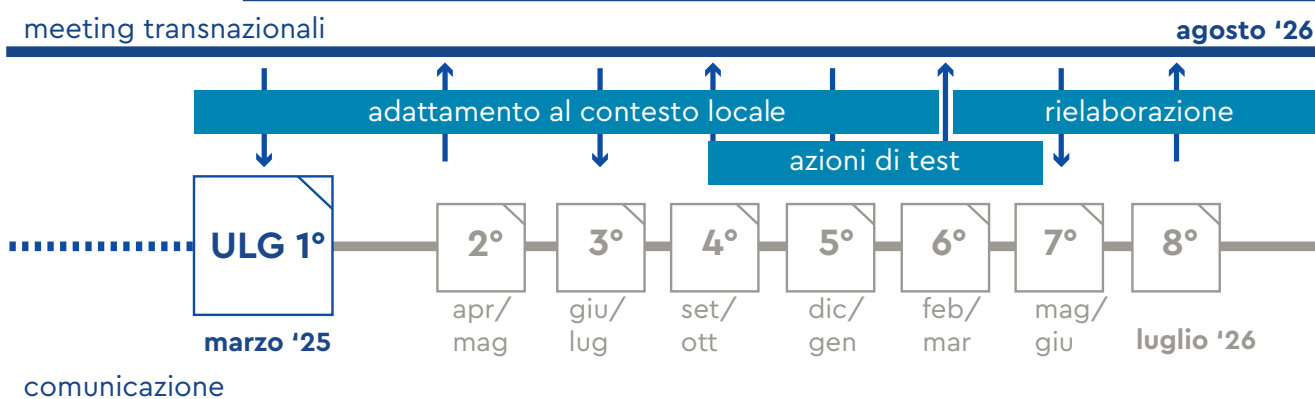 meeting transnazionali
agosto ‘26
adattamento al contesto locale
rielaborazione
azioni di test
ULG 1°
2°
3°
4°
5°
6°
7°
8°
marzo ‘25
apr/
mag
giu/
lug
set/
ott
dic/
gen
feb/
mar
mag/
giu
luglio ‘26
comunicazione